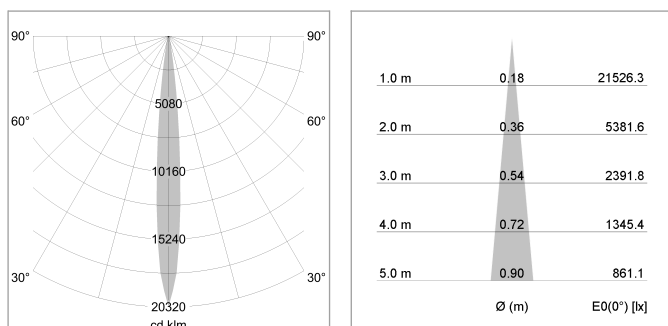 90° 90°
5080
60° 60°
10160
15240
30° 30°
20320
cd klm
1.0 m 0.18 21526.3
2.0 m 0.36 5381.6
3.0 m 0.54 2391.8
4.0 m 0.72 1345.4
5.0 m 0.90 861.1
Ø (m) E0(0°) [lx]